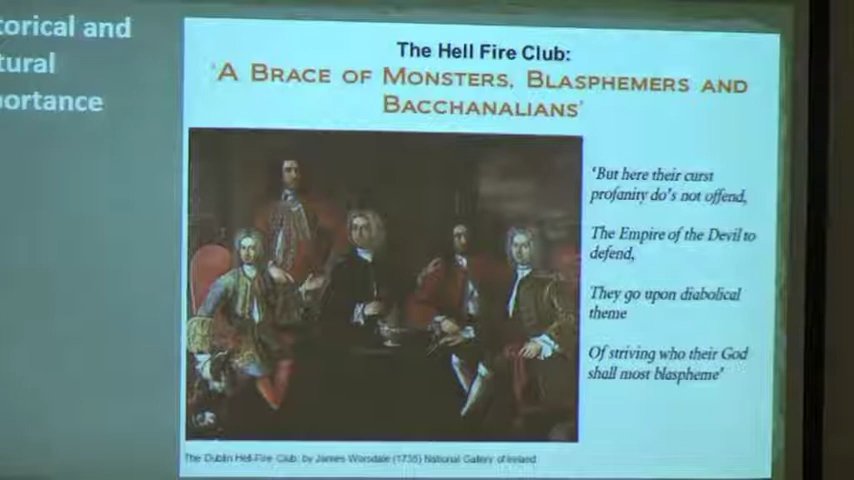 torical and
tural
portance
The Hell Fire Club:
'A Brace of Monsters, Blasphemers and
Bacchanalians'
'But here their curst
profanity do's not offend,
The Empire of the Devil to
defend,
They go upon diabolical
theme
Of striving who their God
shall most blaspheme'
The Dublin Hell-Fire Club: by James Worsdale (1735) National Gallery of Ireland